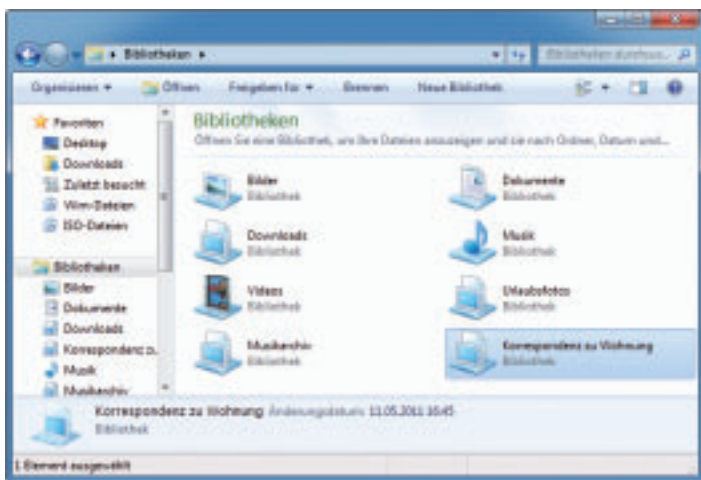 Bibliotheken
Bibliotheken durchsu...
Organisieren
Öffnen
Freigeben für
Brennen
Neue Bibliothek
Favoriten
Desktop
Downloads
Zuletzt besucht
Wim-Dateien
ISO-Dateien
Bibliotheken
Bilder
Dokumente
Downloads
Korrespondenz z.
Musik
Musikarchiv
Bibliotheken
Öffnen Sie eine Bibliothek, um Ihre Dateien anzuzeigen und sie nach Ordner, Datum und...
Bilder
Bibliothek
Dokumente
Bibliothek
Downloads
Bibliothek
Musik
Bibliothek
Videos
Bibliothek
Urlaubsfotos
Bibliothek
Musikarchiv
Bibliothek
Korrespondenz zu Wohnung
Bibliothek
Korrespondenz zu Wohnung Änderungsdatum: 11.05.2011 16:45
Bibliothek
1 Element ausgewählt